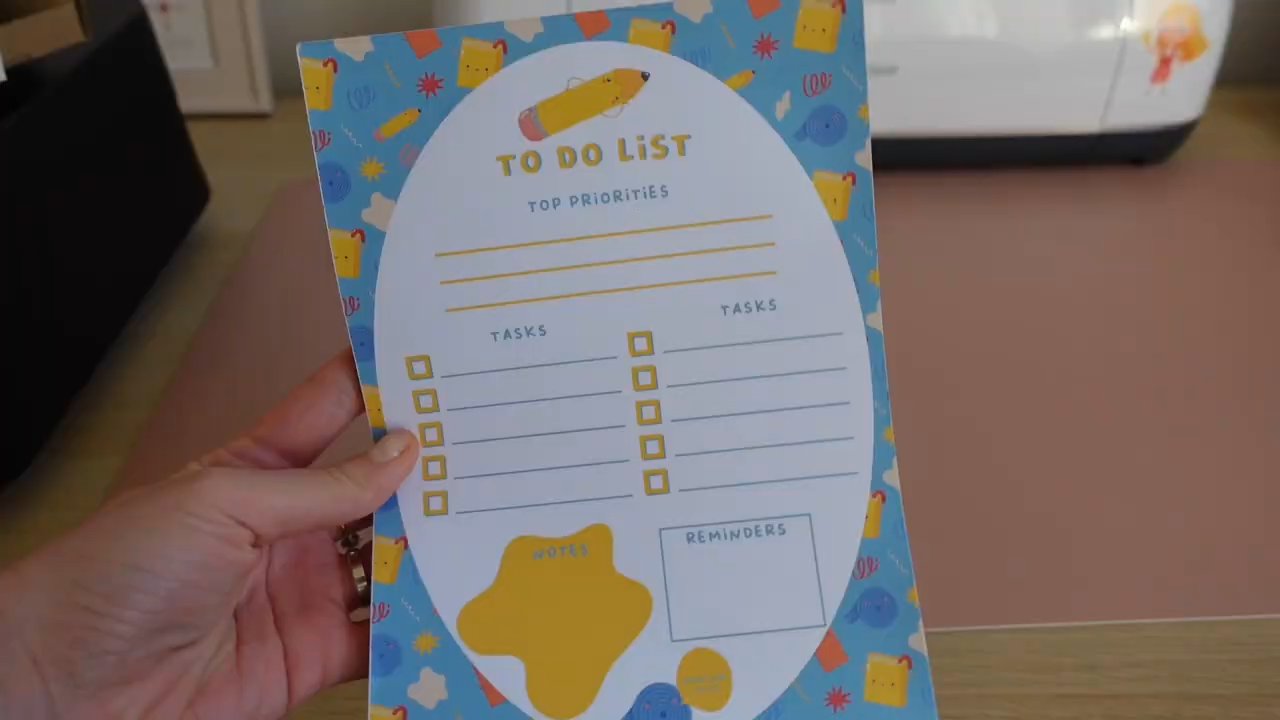 TO DO LiST
TOP PRiORiTiES
TASKS
TASKS
NOTES
REMiNDERS